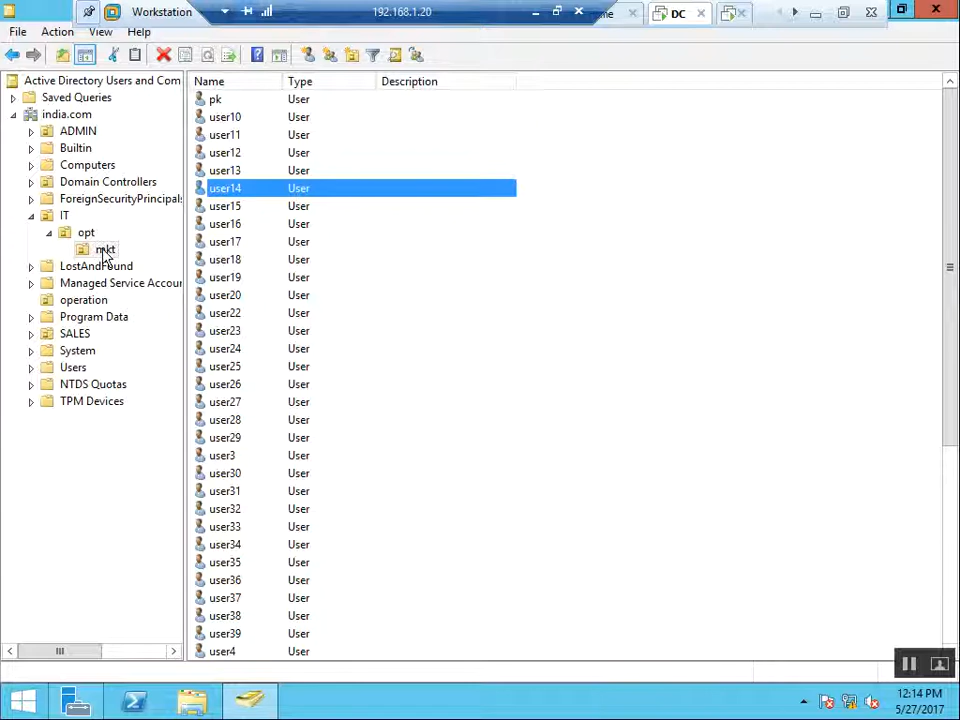 Workstation
192.168.1.20
me
DC
File Action View Help
Active Directory Users and Com
Saved Queries
india.com
ADMIN
Builtin
Computers
Domain Controllers
ForeignSecurityPrincipals
IT
opt
mkt
LostAndFound
Managed Service Accour
operation
Program Data
SALES
System
Users
NTDS Quotas
TPM Devices
Name Type Description
pk User
user10 User
user11 User
user12 User
user13 User
user14 User
user15 User
user16 User
user17 User
user18 User
user19 User
user20 User
user22 User
user23 User
user24 User
user25 User
user26 User
user27 User
user28 User
user29 User
user3 User
user30 User
user31 User
user32 User
user33 User
user34 User
user35 User
user36 User
user37 User
user38 User
user39 User
user4 User
12:14 PM
5/27/2017